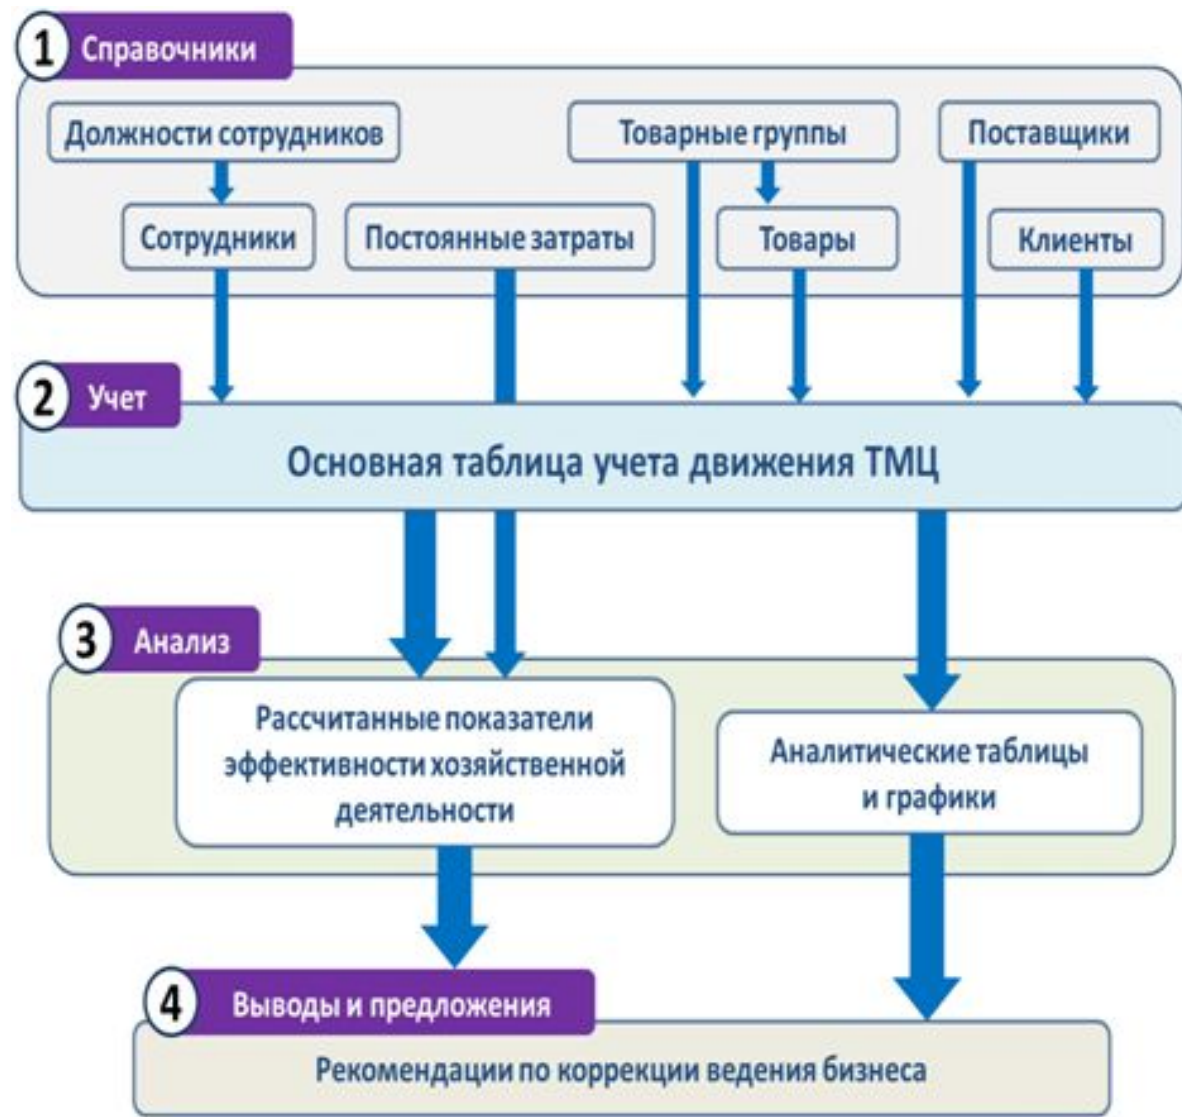 1 Справочники
Должности сотрудников
Товарные группы
Поставщики
Сотрудники
Постоянные затраты
Товары
Клиенты
2 Учет
Основная таблица учета движения ТМЦ
3 Анализ
Рассчитанные показатели
эффективности хозяйственной
деятельности
Аналитические таблицы
и графики
4 Выводы и предложения
Рекомендации по коррекции ведения бизнеса